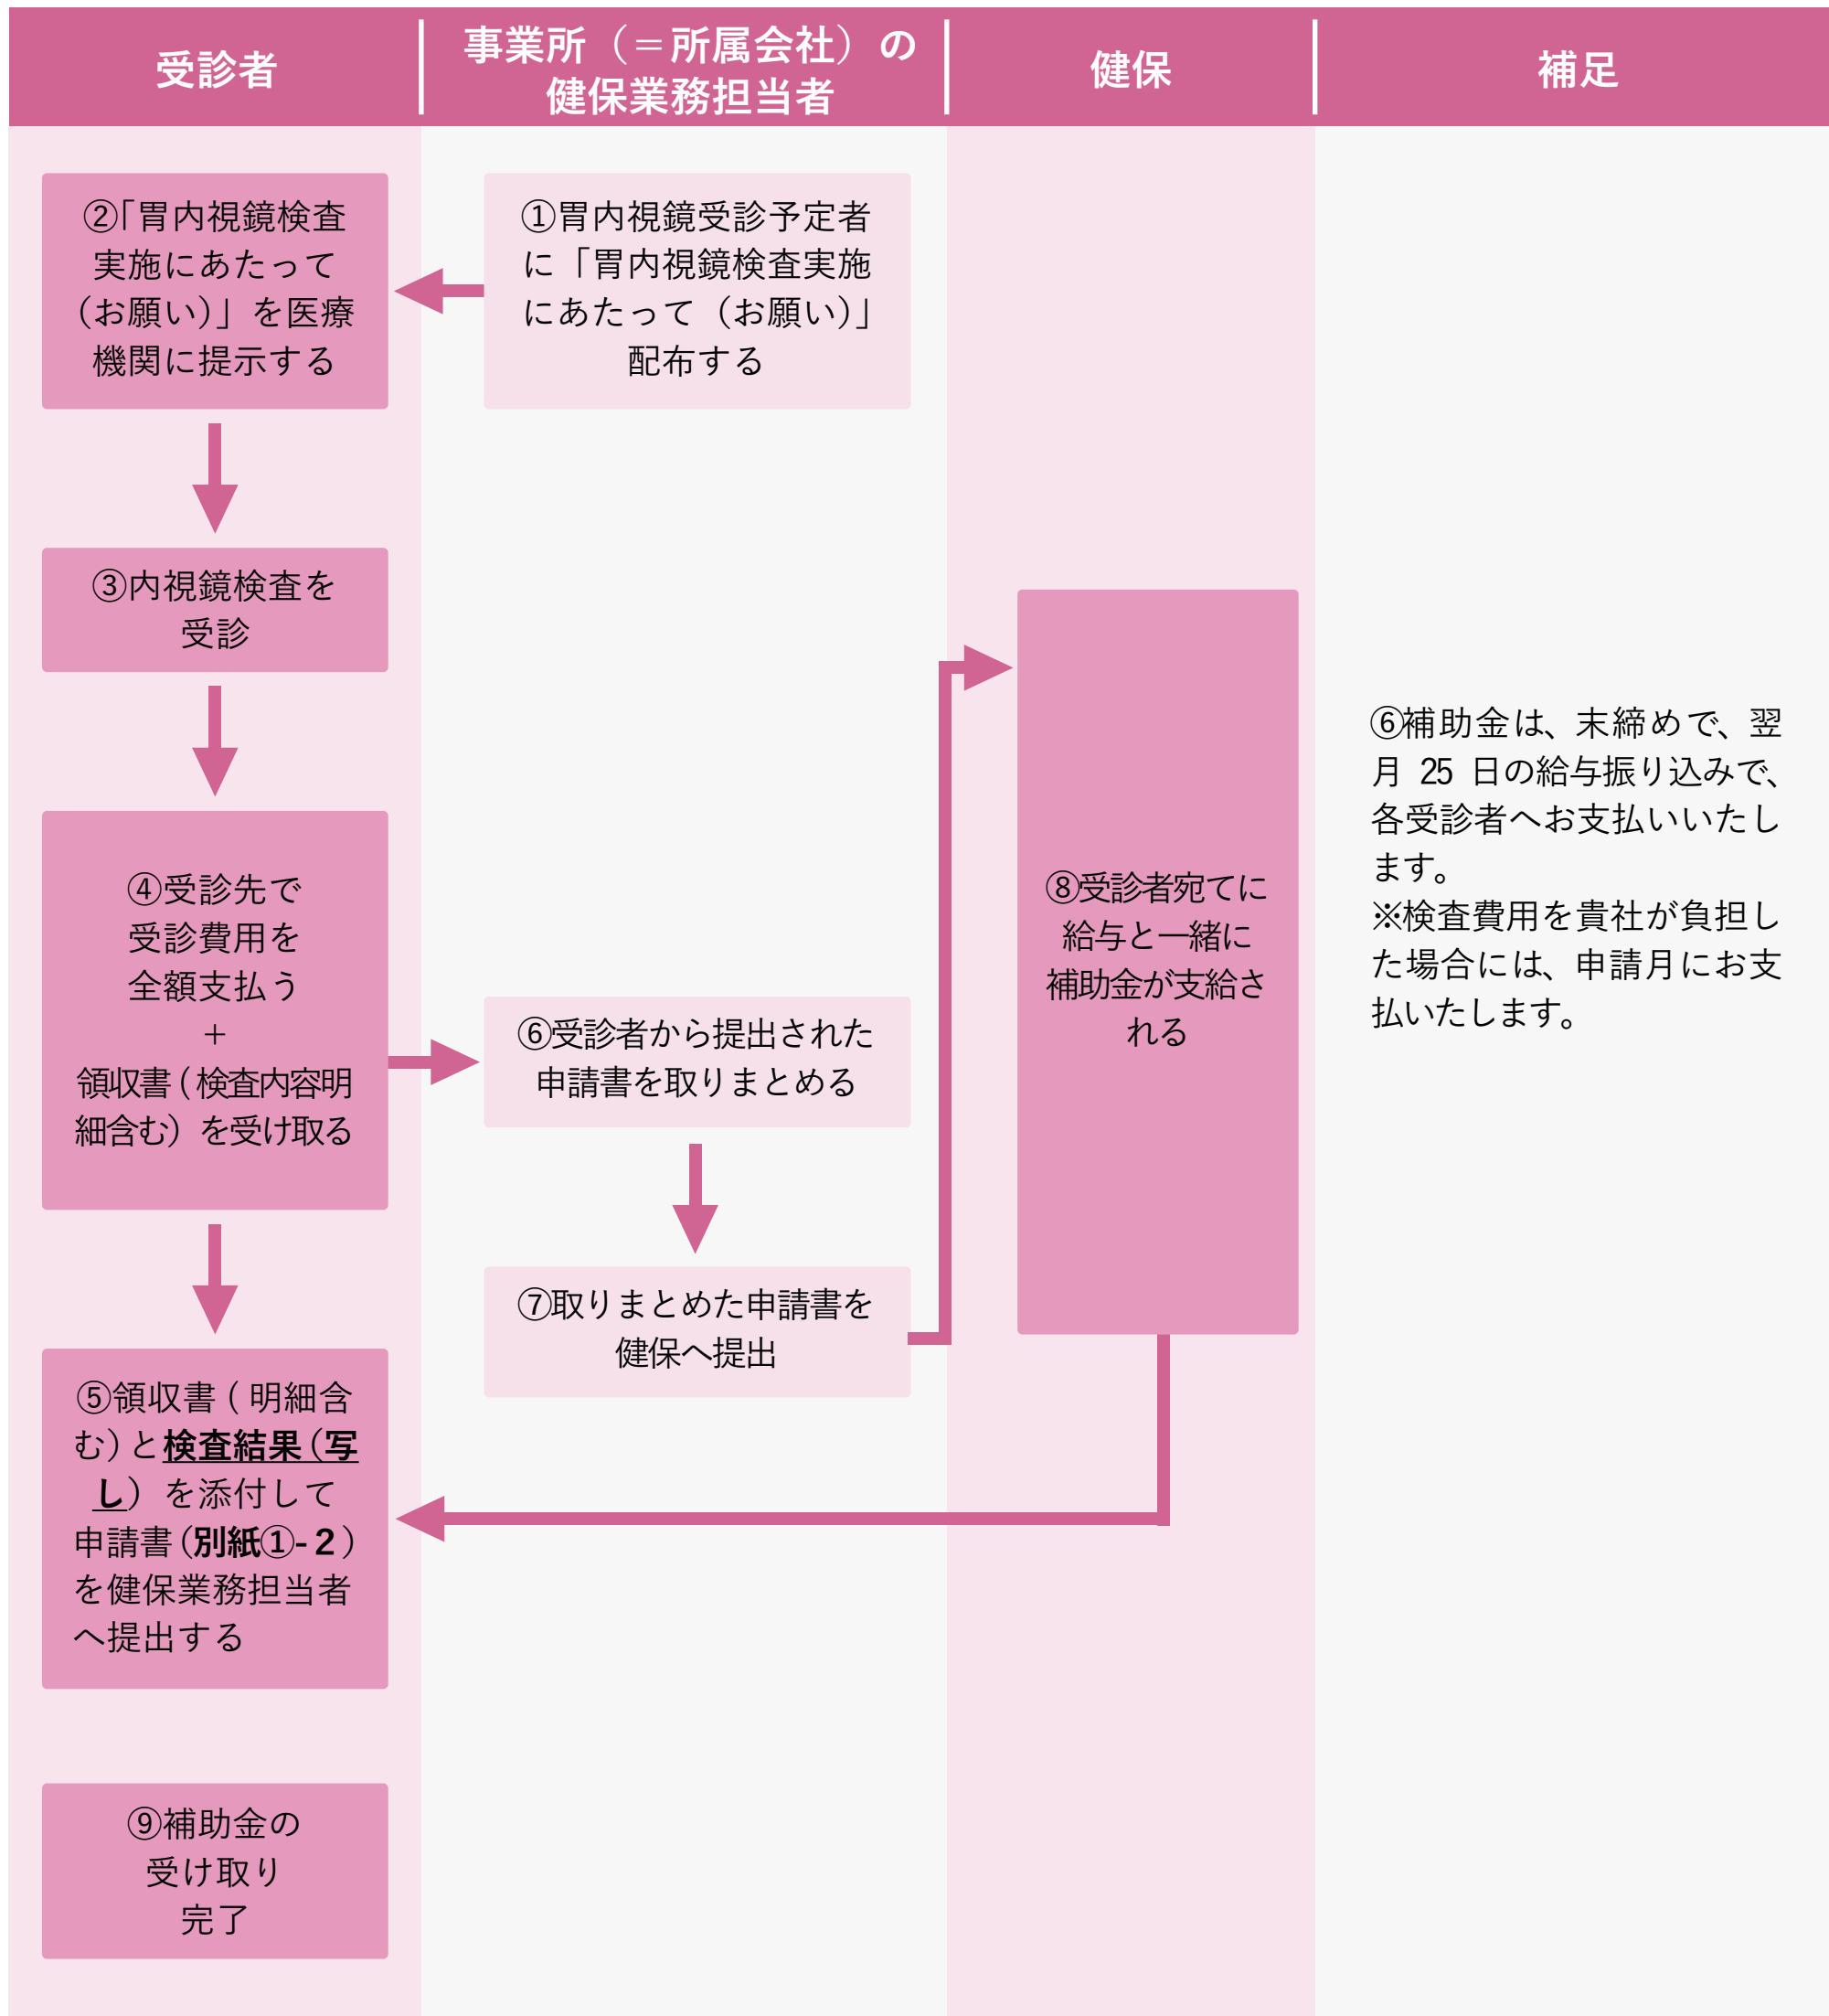 受診者
事業所（＝所属会社）の
健保業務担当者
健保
補足
②「胃内視鏡検査
実施にあたって
（お願い）」を医療
機関に提示する
①胃内視鏡受診予定者
に「胃内視鏡検査実施
にあたって（お願い）」
配布する
③内視鏡検査を
受診
④受診先で
受診費用を
全額支払う
＋
領収書（検査内容明
細含む）を受け取る
⑥受診者から提出された
申請書を取りまとめる
⑦取りまとめた申請書を
健保へ提出
⑧受診者宛てに
給与と一緒に
補助金が支給さ
れる
⑥補助金は、末締めで、翌
月 25 日の給与振り込みで、
各受診者へお支払いいたし
ます。
※検査費用を貴社が負担し
た場合には、申請月にお支
払いたします。
⑤領収書（明細含
む）と検査結果（写
し）を添付して
申請書（別紙①-２）
を健保業務担当者
へ提出する
⑨補助金の
受け取り
完了